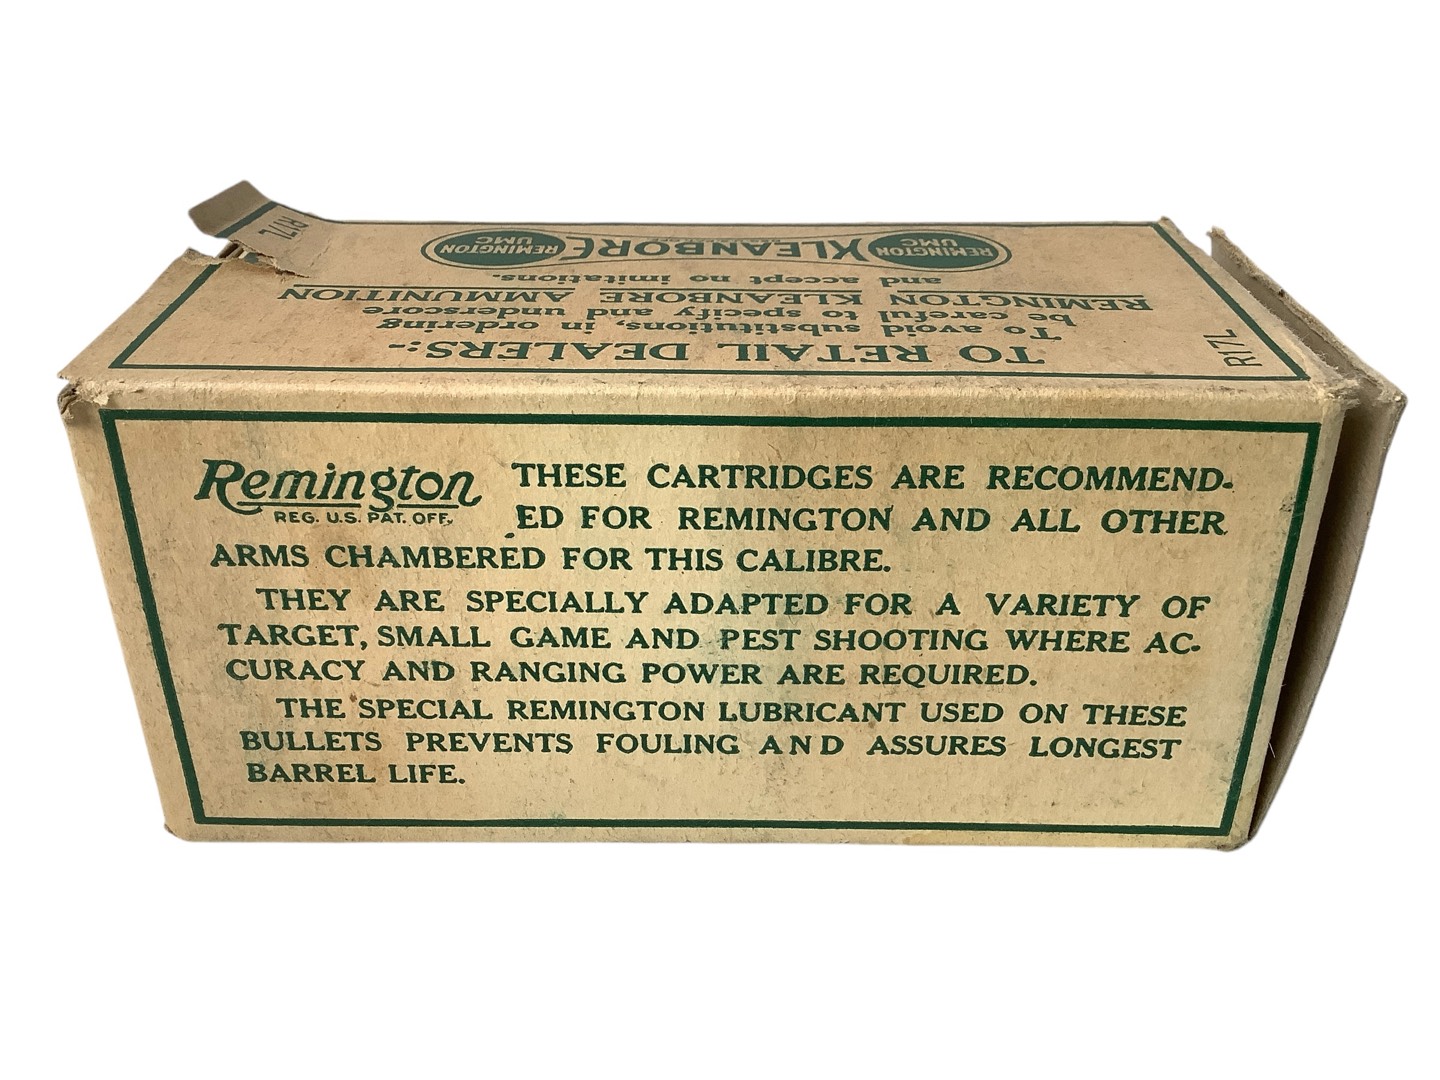 Remington
REG. U.S. PAT. OFF.
THESE CARTRIDGES ARE RECOMMEND-
ED FOR REMINGTON AND ALL OTHER
ARMS CHAMBERED FOR THIS CALIBRE.
THEY ARE SPECIALLY ADAPTED FOR A VARIETY OF
TARGET, SMALL GAME AND PEST SHOOTING WHERE AC-
CURACY AND RANGING POWER ARE REQUIRED.
THE SPECIAL REMINGTON LUBRICANT USED ON THESE
BULLETS PREVENTS FOULING AND ASSURES LONGEST
BARREL LIFE.
TO RETAIL DEALERS:-
To avoid substitutions, in ordering
be careful to specify and underscore
REMINGTON KLEANBORE AMMUNITION
and accept no imitations.
REMINGTON UMC KLEANBORE REMINGTON UMC
R17L
R17L